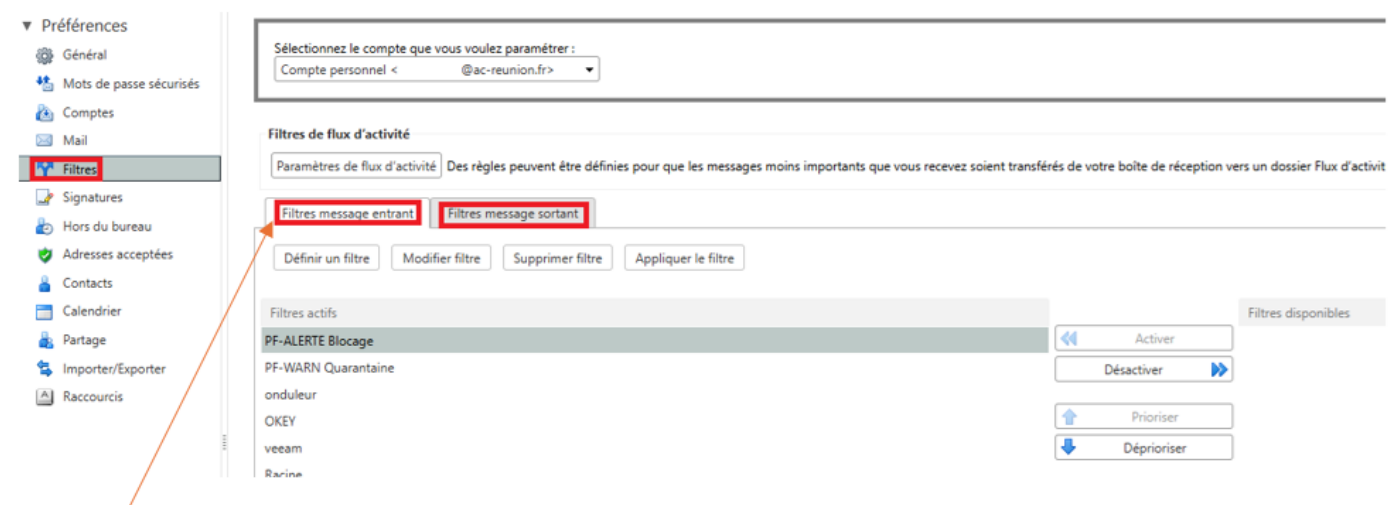 Préférences
Général
Mots de passe sécurisés
Comptes
Mail
Filtres
Signatures
Hors du bureau
Adresses acceptées
Contacts
Calendrier
Partage
Importer/Exporter
Raccourcis
Sélectionnez le compte que vous voulez paramétrer :
Compte personnel < @ac-reunion.fr>
Filtres de flux d'activité
Paramètres de flux d'activité Des règles peuvent être définies pour que les messages moins importants que vous recevez soient transférés de votre boîte de réception vers un dossier Flux d'activit
Filtres message entrant Filtres message sortant
Définir un filtre Modifier filtre Supprimer filtre Appliquer le filtre
Filtres actifs
PF-ALERTE Blocage
PF-WARN Quarantaine
onduleur
OKEY
veeam
Racine
Activer
Désactiver
Prioriser
Déprioriser
Filtres disponibles